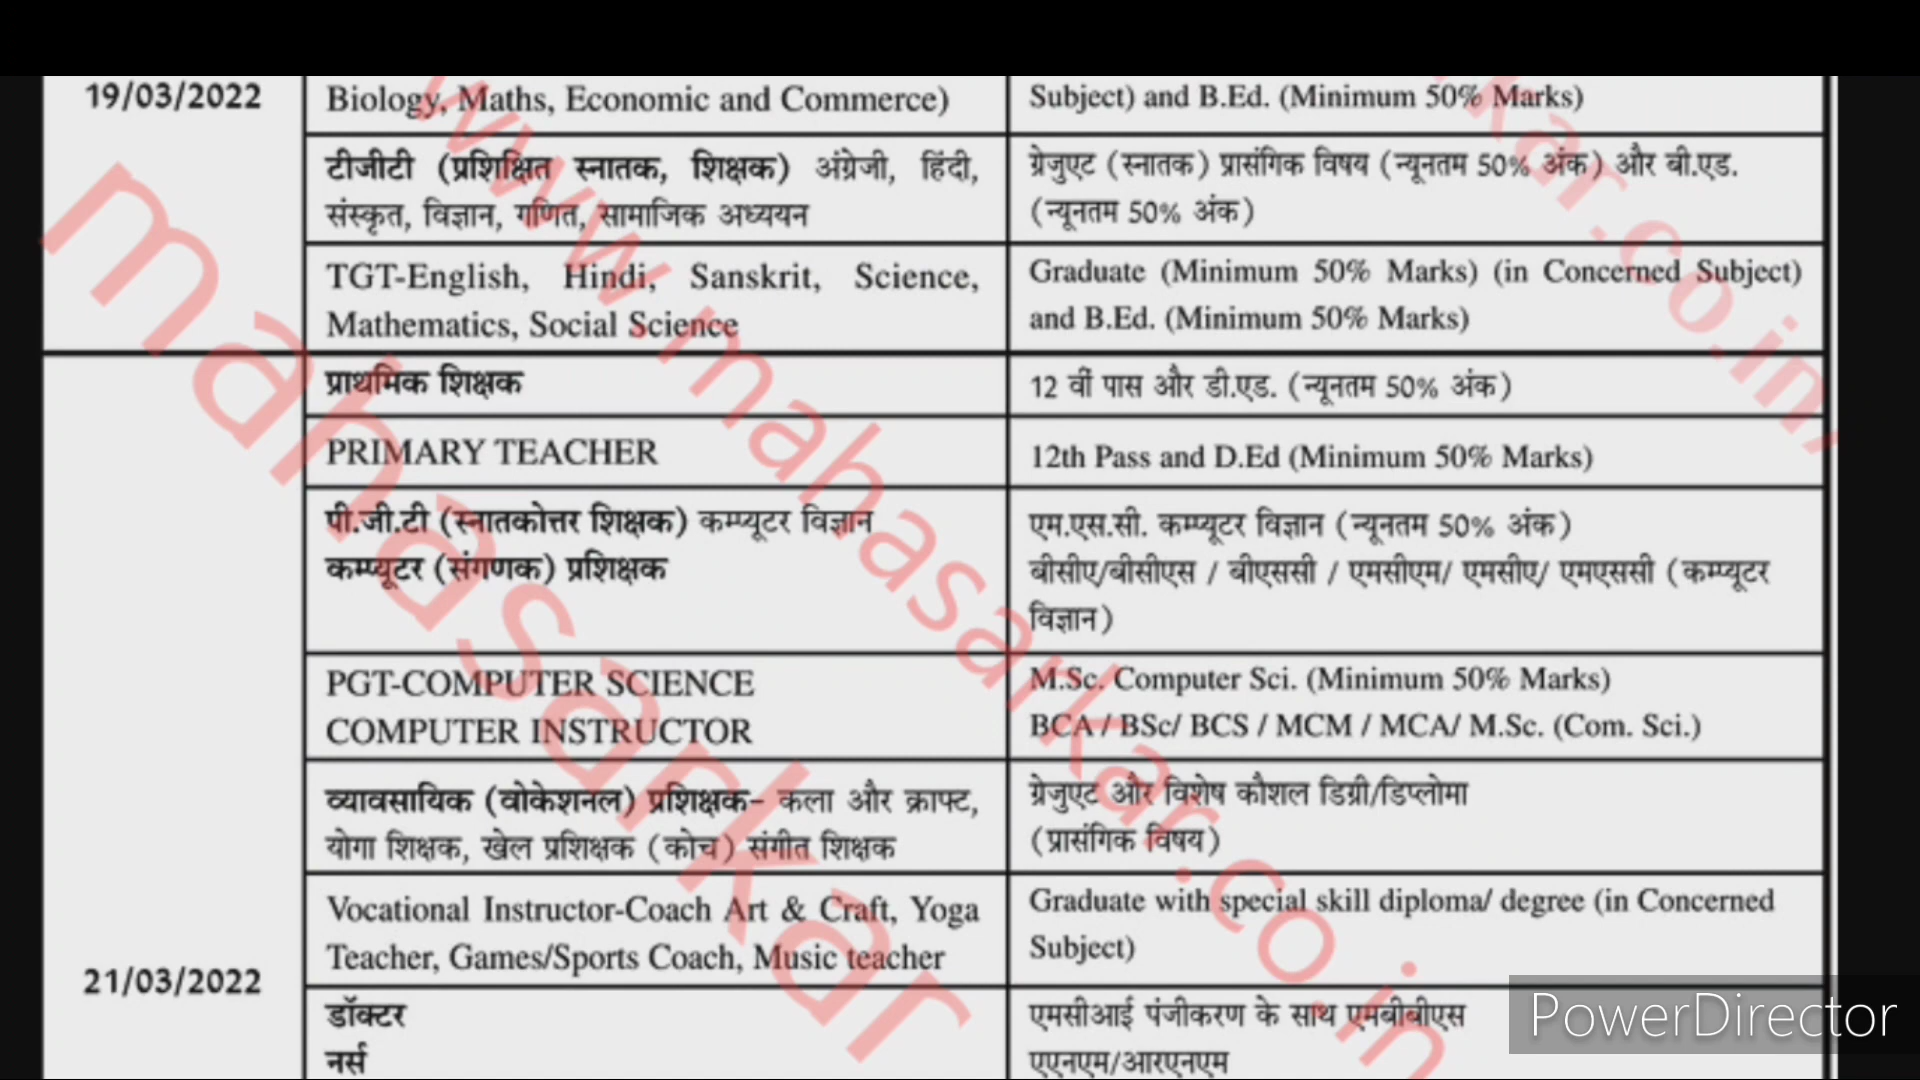 19/03/2022
Biology, Maths, Economic and Commerce)
Subject) and B.Ed. (Minimum 50% Marks)
टीजीटी (प्रशिक्षित स्नातक, शिक्षक) अंग्रेजी, हिंदी,
संस्कृत, विज्ञान, गणित, सामाजिक अध्ययन
ग्रेजुएट (स्नातक) प्रासंगिक विषय (न्यूनतम 50% अंक) और बी.एड.
(न्यूनतम 50% अंक)
TGT-English, Hindi, Sanskrit, Science,
Mathematics, Social Science
Graduate (Minimum 50% Marks) (in Concerned Subject)
and B.Ed. (Minimum 50% Marks)
प्राथमिक शिक्षक
12 वीं पास और डी.एड. (न्यूनतम 50% अंक)
PRIMARY TEACHER
12th Pass and D.Ed (Minimum 50% Marks)
पी.जी.टी (स्नातकोत्तर शिक्षक) कम्प्यूटर विज्ञान
कम्प्यूटर (संगणक) प्रशिक्षक
एम.एस.सी. कम्प्यूटर विज्ञान (न्यूनतम 50% अंक)
बीसीए/बीसीएस / बीएससी / एमसीएम/ एमसीए/ एमएससी (कम्प्यूटर
विज्ञान)
PGT-COMPUTER SCIENCE
COMPUTER INSTRUCTOR
M.Sc. Computer Sci. (Minimum 50% Marks)
BCA / BSc/ BCS / MCM / MCA/ M.Sc. (Com. Sci.)
व्यावसायिक (वोकेशनल) प्रशिक्षक- कला और क्राफ्ट,
योगा शिक्षक, खेल प्रशिक्षक (कोच) संगीत शिक्षक
ग्रेजुएट और विशेष कौशल डिग्री/डिप्लोमा
(प्रासंगिक विषय)
Vocational Instructor-Coach Art & Craft, Yoga
Teacher, Games/Sports Coach, Music teacher
Graduate with special skill diploma/ degree (in Concerned
Subject)
21/03/2022
डॉक्टर
नर्स
एमसीआई पंजीकरण के साथ एमबीबीएस
एएनएम/आरएनएम
mahasarkar
www.mahasarkar.co.in
kar.co.in
PowerDirector